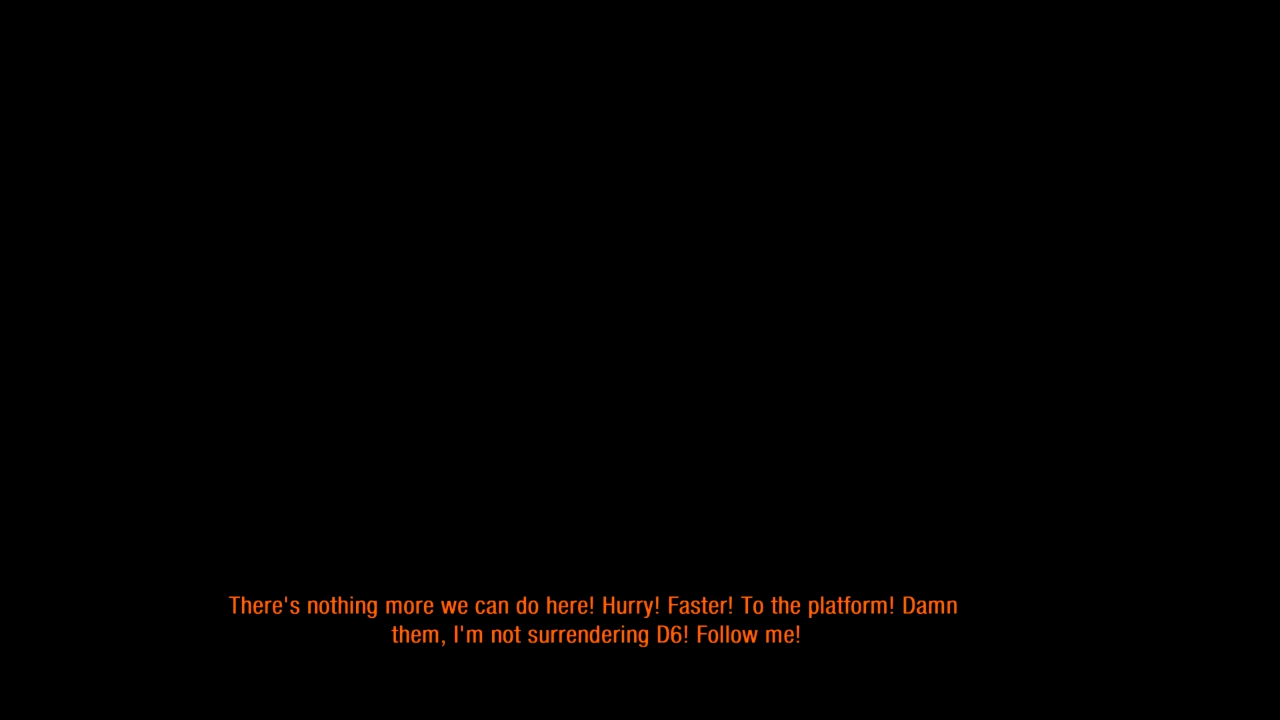 There's nothing more we can do here! Hurry! Faster! To the platform! Damn
them, I'm not surrendering D6! Follow me!